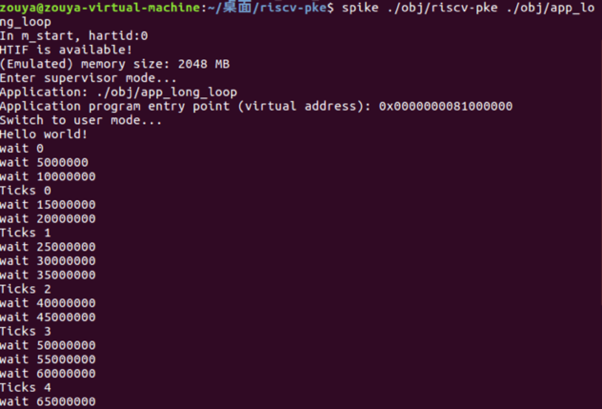 zouya@zouya-virtual-machine:~/桌面/riscv-pke$ spike ./obj/riscv-pke ./obj/app_lo
ng_loop
In m_start, hartid:0
HTIF is available!
(Emulated) memory size: 2048 MB
Enter supervisor mode...
Application: ./obj/app_long_loop
Application program entry point (virtual address): 0x0000000081000000
Switch to user mode...
Hello world!
wait 0
wait 5000000
wait 10000000
Ticks 0
wait 15000000
wait 20000000
Ticks 1
wait 25000000
wait 30000000
wait 35000000
Ticks 2
wait 40000000
wait 45000000
Ticks 3
wait 50000000
wait 55000000
wait 60000000
Ticks 4
wait 65000000